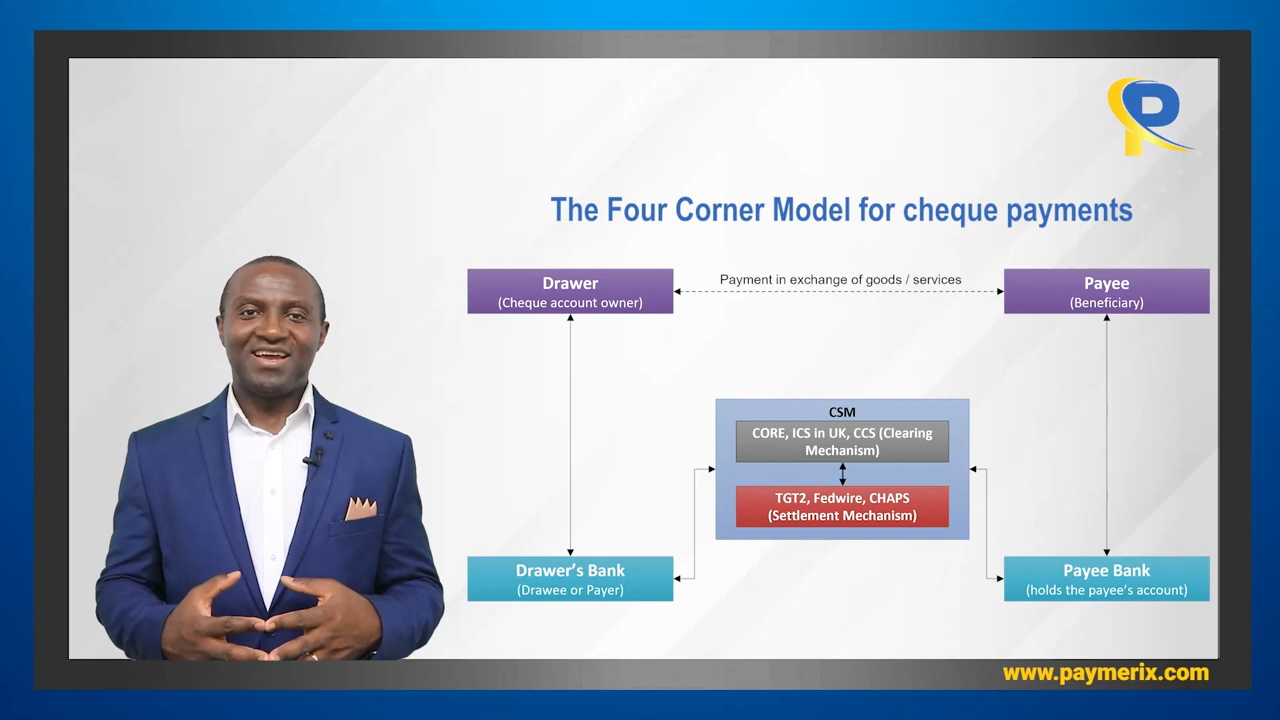 The Four Corner Model for cheque payments
Drawer
(Cheque account owner)
Payment in exchange of goods / services
Payee
(Beneficiary)
CSM
CORE, ICS in UK, CCS (Clearing
Mechanism)
TGT2, Fedwire, CHAPS
(Settlement Mechanism)
Drawer’s Bank
(Drawee or Payer)
Payee Bank
(holds the payee’s account)
www.paymerix.com